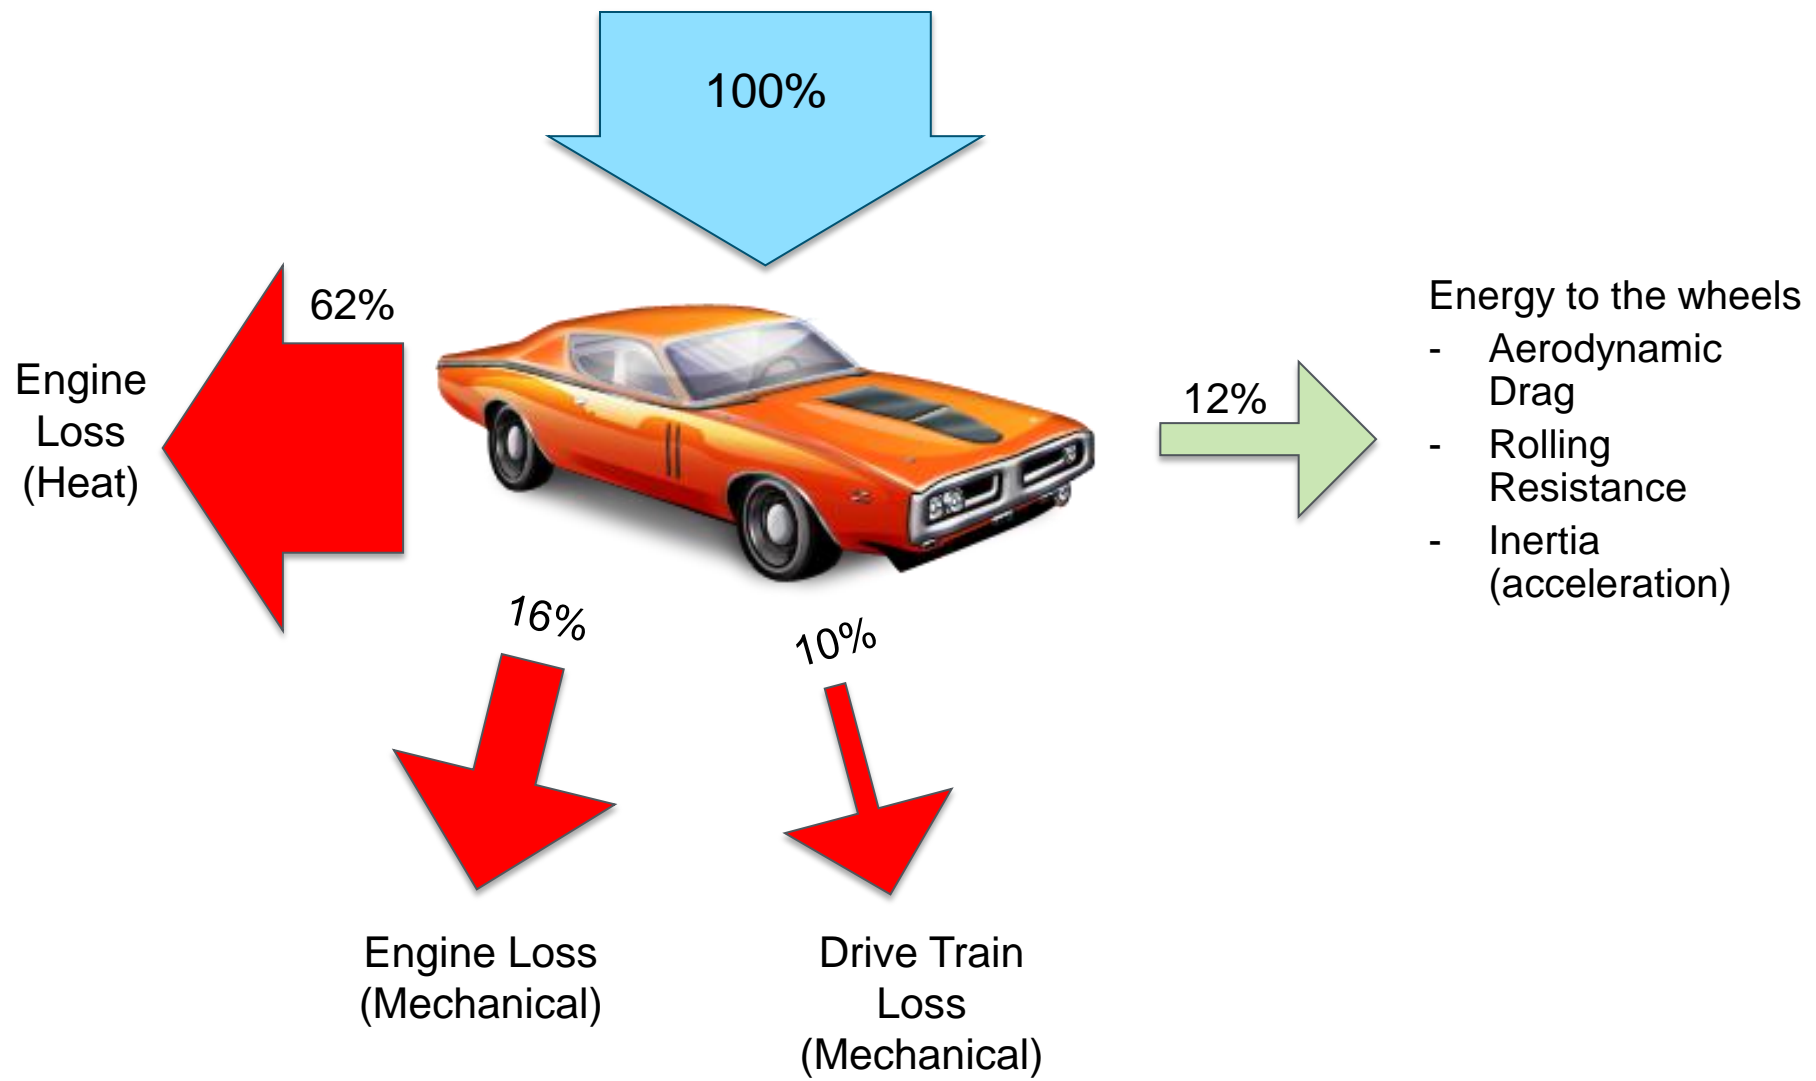 100%
62%
Engine
Loss
(Heat)
12%
Energy to the wheels
- Aerodynamic
Drag
- Rolling
Resistance
- Inertia
(acceleration)
16%
10%
Engine Loss
(Mechanical)
Drive Train
Loss
(Mechanical)